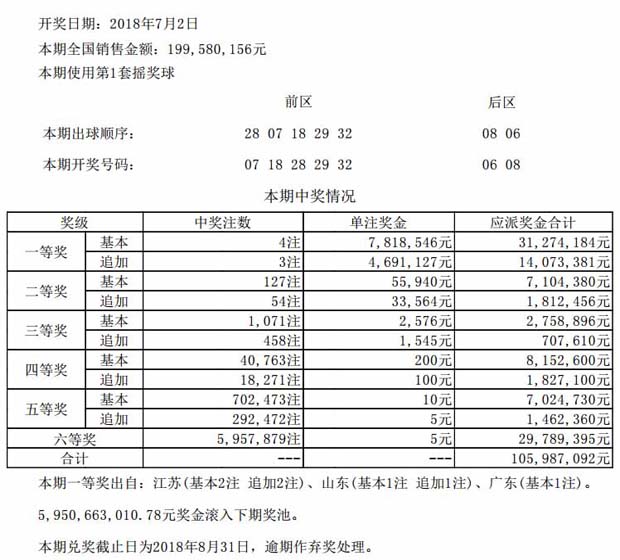 开奖日期：2018年7月2日
本期全国销售金额：199,580,156元
本期使用第1套摇奖球
前区 后区
本期出球顺序： 28 07 18 29 32 08 06
本期开奖号码： 07 18 28 29 32 06 08
本期中奖情况
奖级 中奖注数 单注奖金 应派奖金合计
一等奖 基本 4注 7,818,546元 31,274,184元
追加 3注 4,691,127元 14,073,381元
二等奖 基本 127注 55,940元 7,104,380元
追加 54注 33,564元 1,812,456元
三等奖 基本 1,071注 2,576元 2,758,896元
追加 458注 1,545元 707,610元
四等奖 基本 40,763注 200元 8,152,600元
追加 18,271注 100元 1,827,100元
五等奖 基本 702,473注 10元 7,024,730元
追加 292,472注 5元 1,462,360元
六等奖 5,957,879注 5元 29,789,395元
合计 --- --- 105,987,092元
本期一等奖出自：江苏(基本2注 追加2注)、山东(基本1注 追加1注)、广东(基本1注)。
5,950,663,010.78元奖金滚入下期奖池。
本期兑奖截止日为2018年8月31日，逾期作弃奖处理。